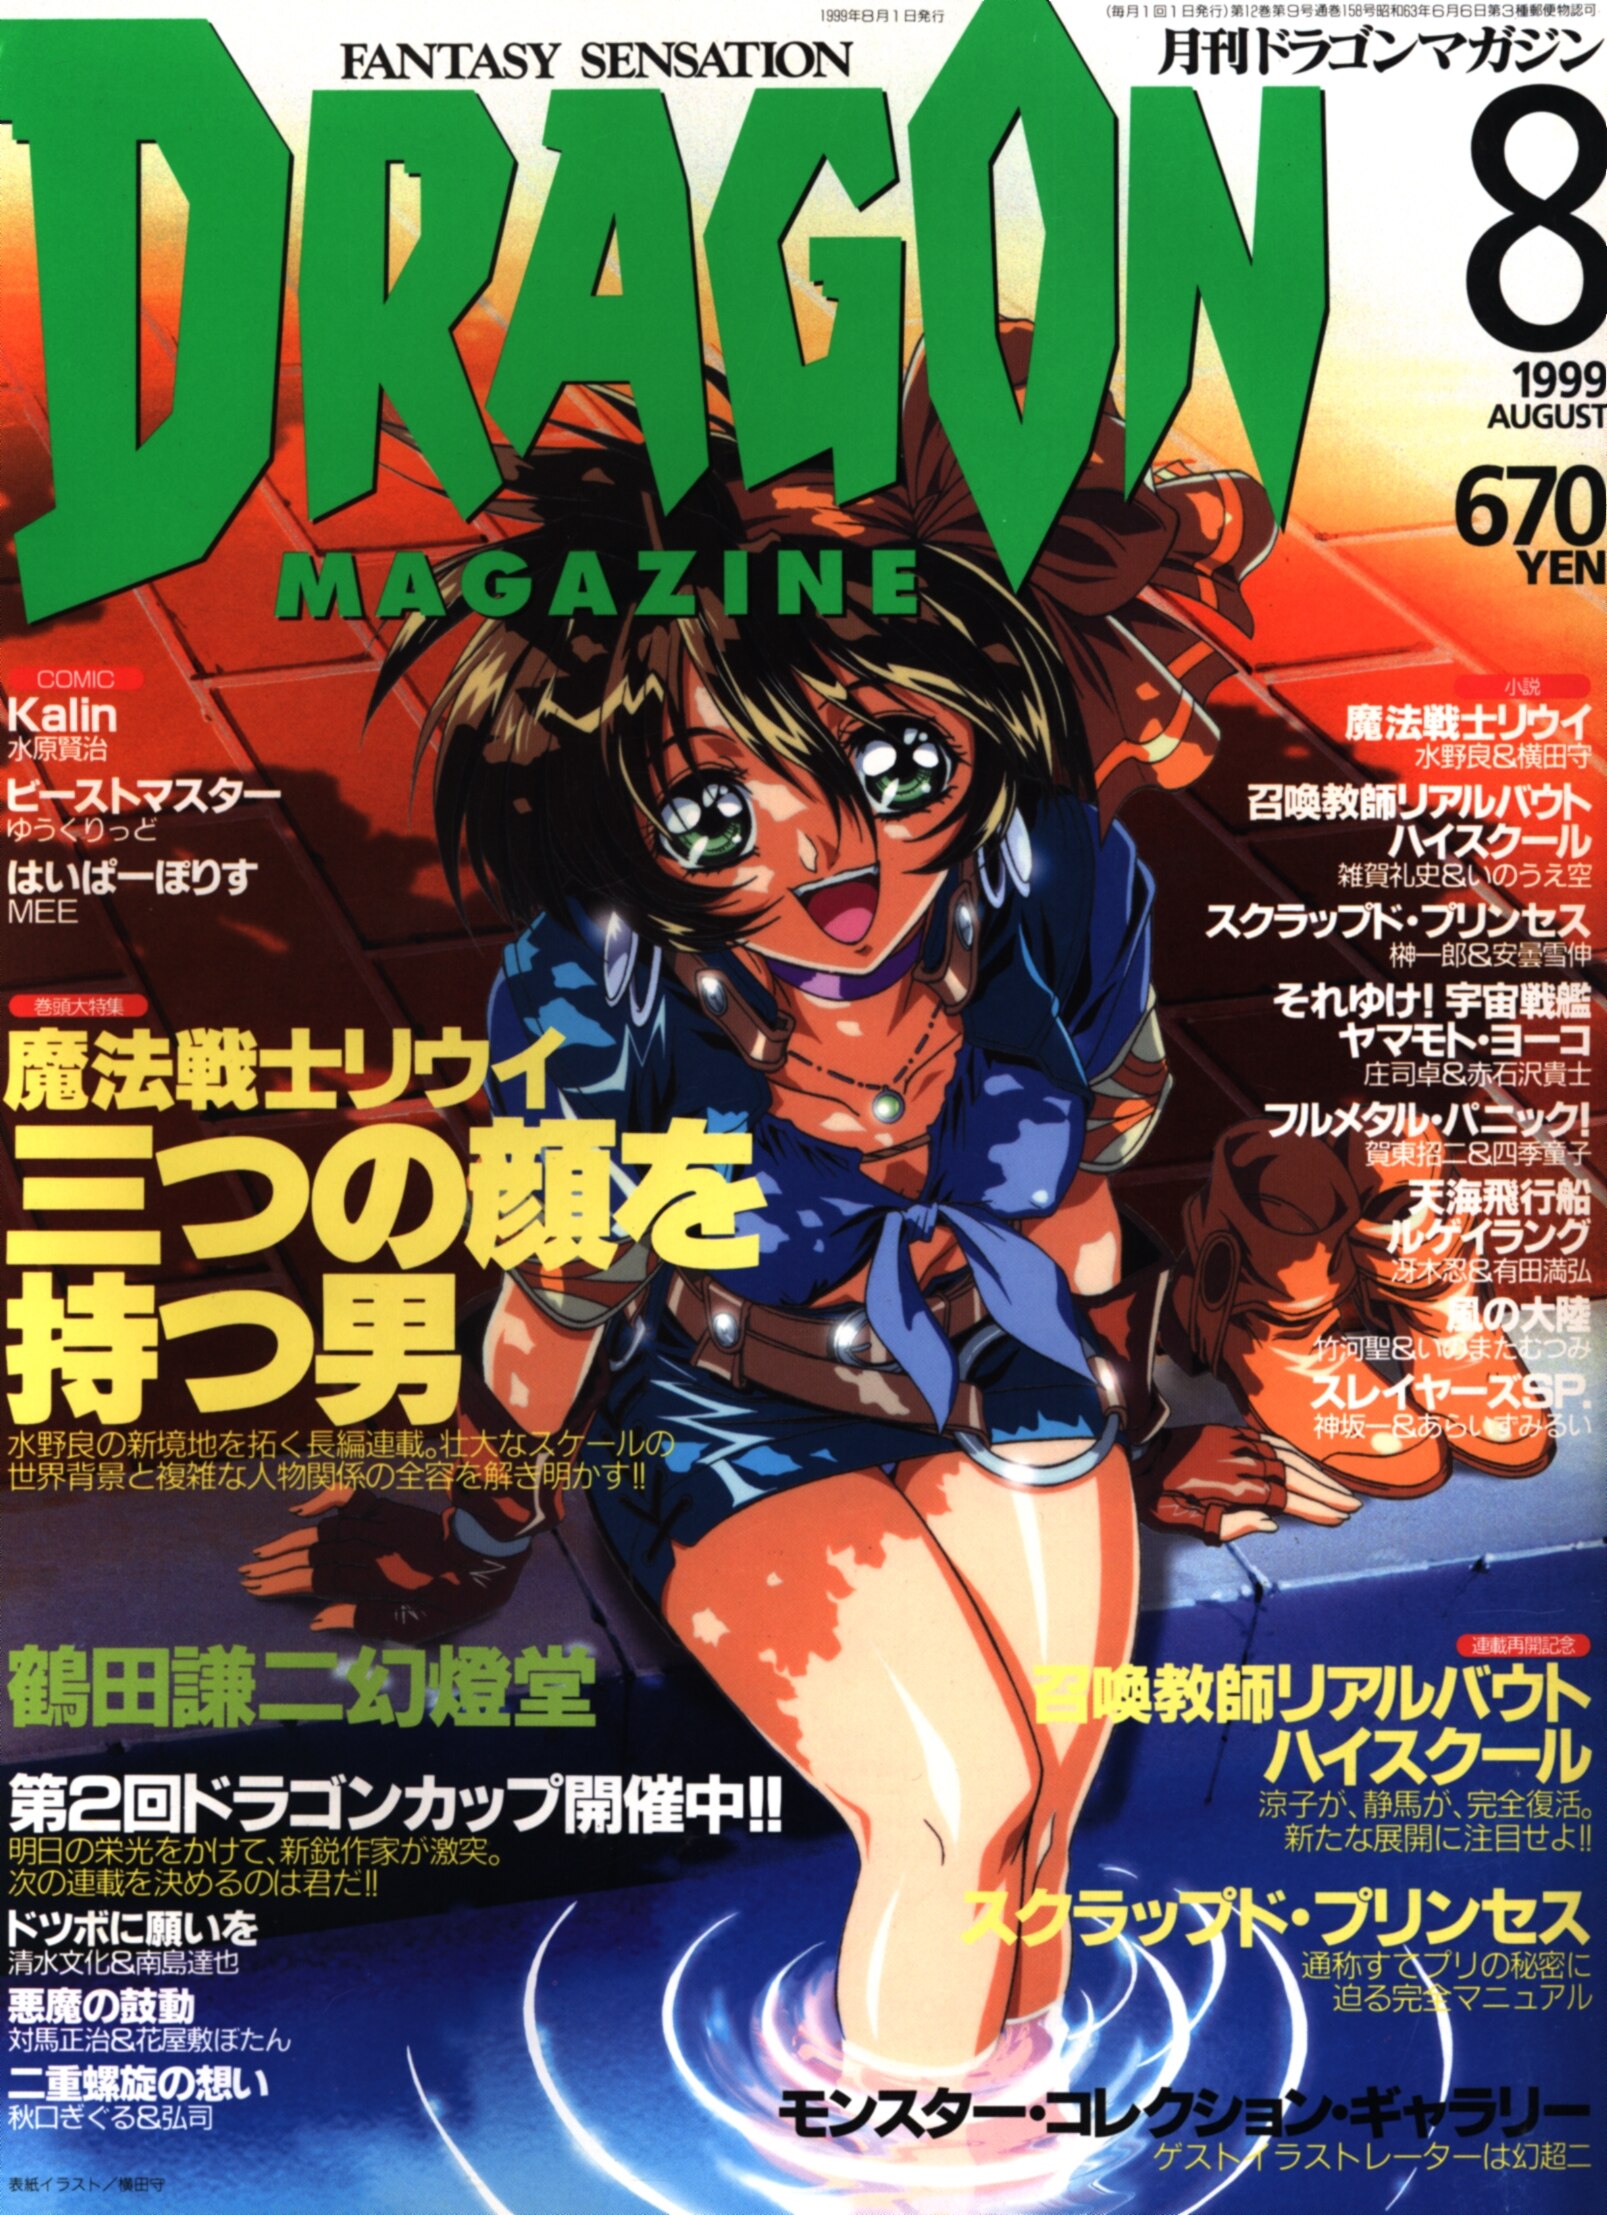 1999年8月1日発行
(毎月1回1日発行)第12巻第9号通巻158号昭和63年6月6日第3種郵便物認可
FANTASY SENSATION
月刊ドラゴンマガジン
DRAGON
MAGAZINE
8
1999
AUGUST
670
YEN
COMIC
Kalin
水原賢治
ビーストマスター
ゆうくりっど
はいぱーぽりす
MEE
巻頭大特集
魔法戦士リウイ
三つの顔を
持つ男
水野良の新境地を拓く長編連載。壮大なスケールの
世界背景と複雑な人物関係の全容を解き明かす!!
鶴田謙二幻燈堂
第2回ドラゴンカップ開催中!!
明日の栄光をかけて、新鋭作家が激突。
次の連載を決めるのは君だ!!
ドツボに願いを
清水文化&南島達也
悪魔の鼓動
対馬正治&花屋敷ぼたん
二重螺旋の想い
秋口ぎぐる&弘司
表紙イラスト/横田守
小説
魔法戦士リウイ
水野良&横田守
召喚教師リアルバウト
ハイスクール
雑賀礼史&いのうえ空
スクラップド・プリンセス
榊一郎&安曇雪伸
それゆけ!宇宙戦艦
ヤマモト・ヨーコ
庄司卓&赤石沢貴士
フルメタル・パニック!
賀東招二&四季童子
天海飛行船
ルゲイラング
冴木忍&有田満弘
風の大陸
竹河聖&いのまたむつみ
スレイヤーズSP.
神坂一&あらいずみるい
連載再開記念
召喚教師リアルバウト
ハイスクール
涼子が、静馬が、完全復活。
新たな展開に注目せよ!!
スクラップド・プリンセス
通称すてプリの秘密に
迫る完全マニュアル
モンスター・コレクション・ギャラリー
ゲストイラストレーターは幻超二